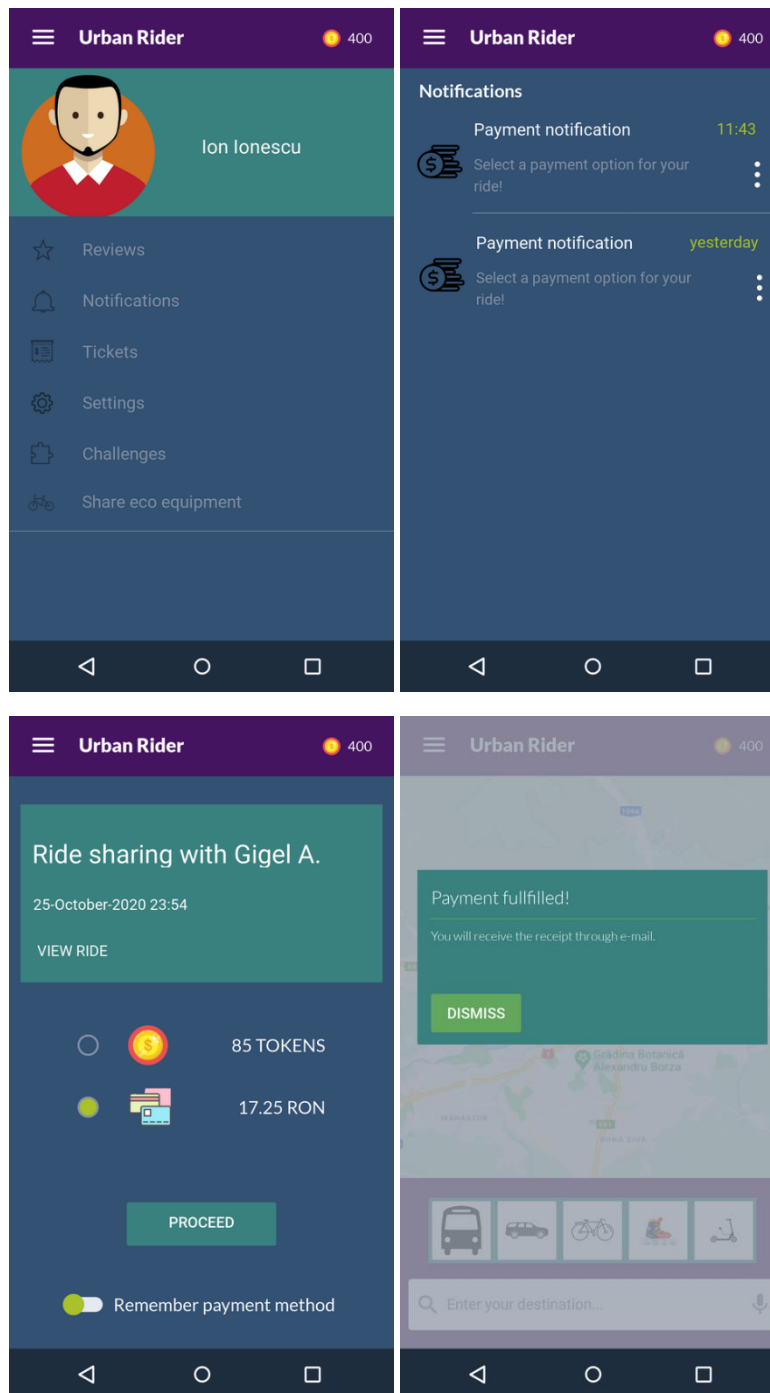 Urban Rider 400
Ion Ionescu
Reviews
Notifications
Tickets
Settings
Challenges
Share eco equipment
Urban Rider 400
Notifications
Payment notification 11:43
Select a payment option for your
ride!
Payment notification yesterday
Select a payment option for your
ride!
Urban Rider 400
Ride sharing with Gigel A.
25-October-2020 23:54
VIEW RIDE
85 TOKENS
17.25 RON
PROCEED
Remember payment method
Urban Rider 400
Payment fullfilled!
You will receive the receipt through e-mail.
DISMISS
Grădina Botanică
Alexandru Borza
Enter your destination...